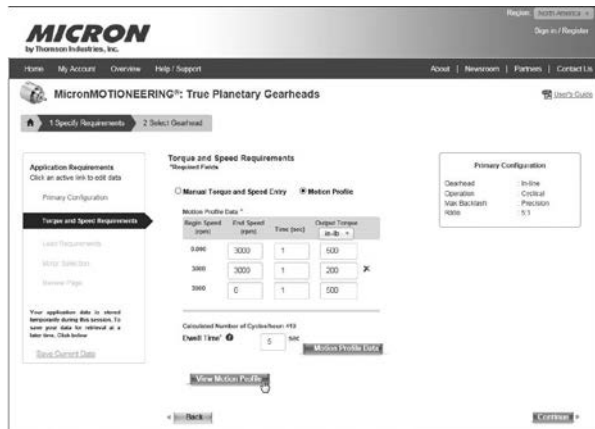 Region: North America
MICRON
by Thomson Industries, Inc.
Sign in / Register
Home My Account Overview Help / Support About | Newsroom | Partners | Contact Us
MicronMOTIONEERING®: True Planetary Gearheads
User's Guide
1 Specify Requirements 2 Select Gearhead
Application Requirements
Click an active link to edit data
Primary Configuration
Torque and Speed Requirements
Load Requirements
Motor Selection
Review Page
Your application data is stored
temporarily during this session. To
save your data for retrieval at a
later time, Click below
Save Current Data
Torque and Speed Requirements
*Required Fields
Manual Torque and Speed Entry Motion Profile
Motion Profile Data *
Begin Speed (rpm) End Speed (rpm) Time (sec) Output Torque
in-lb
0.000 3000 1 600
3000 3000 1 200 X
3000 0 1 500
Calculated Number of Cycles/hour:
Dwell Time* 5 sec
Motion Profile Data
View Motion Profile
« Back
Continue »
Primary Configuration
Gearhead : In-line
Operation : Cyclical
Max Backlash : Precision
Ratio : 5:1